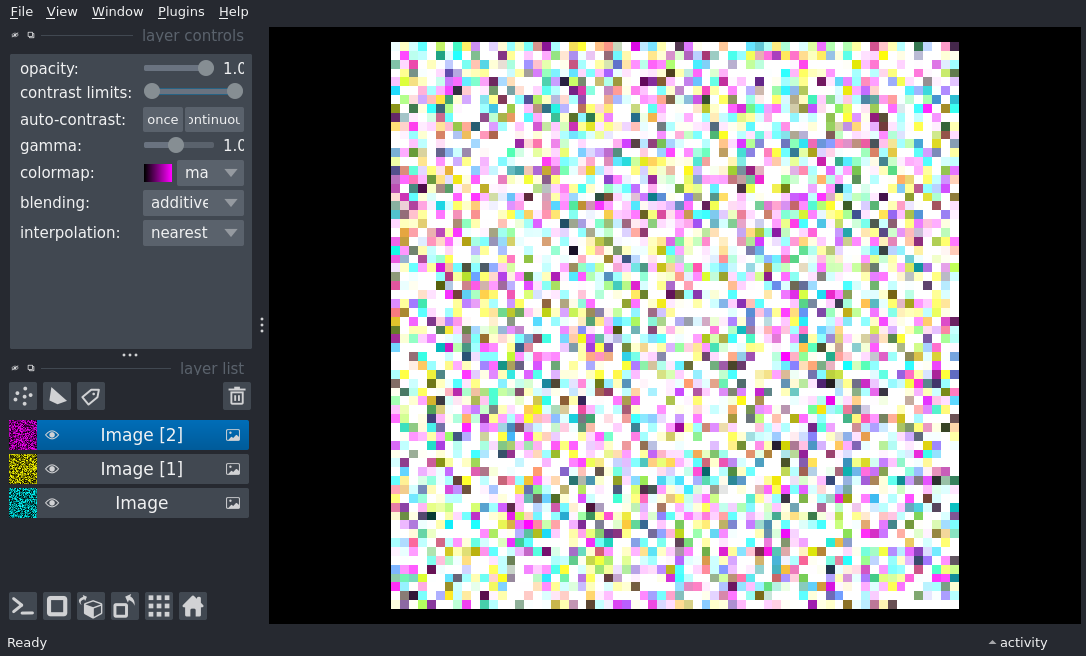 File View Window Plugins Help
layer controls
opacity: 1.0
contrast limits:
auto-contrast: once ontinuou
gamma: 1.0
colormap: ma
blending: additive
interpolation: nearest
layer list
Image [2]
Image [1]
Image
Ready activity